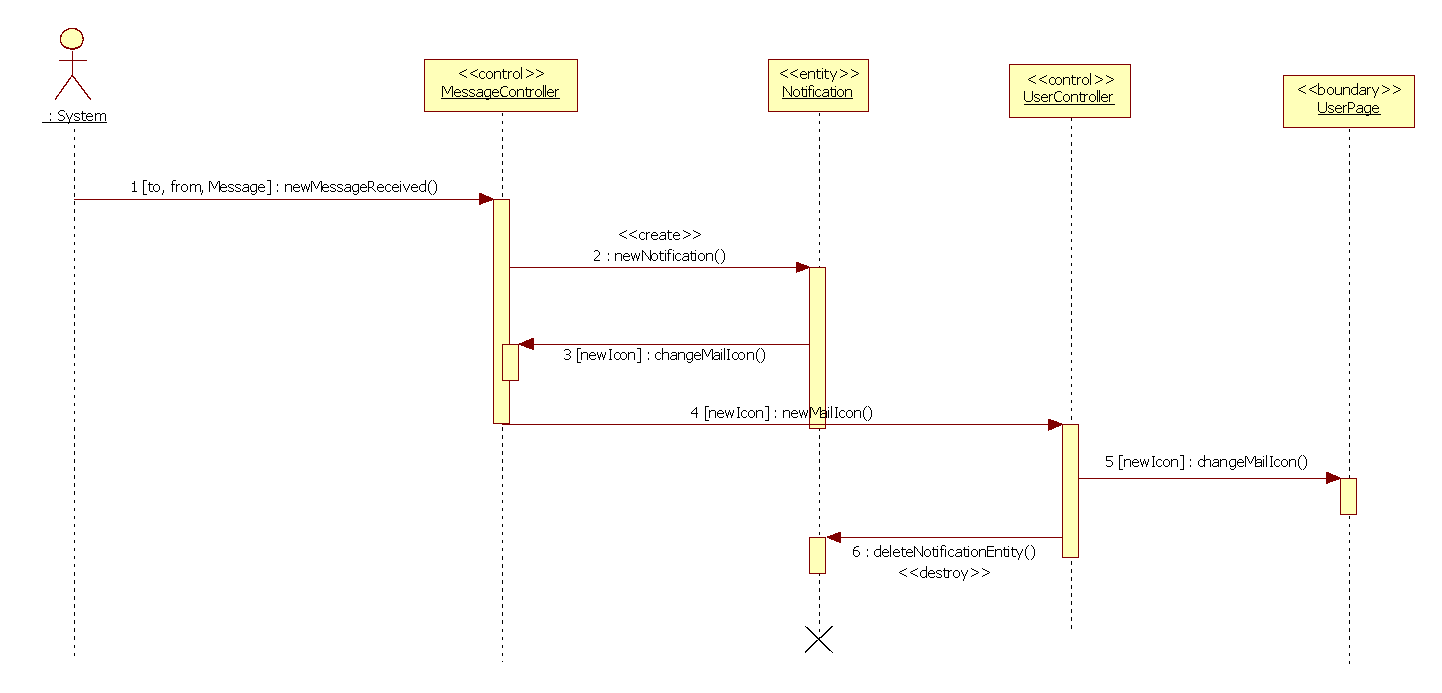 <<control>>
MessageController
<<entity>>
Notification
<<control>>
UserController
<<boundary>>
UserPage
: System
1 [to, from, Message] : newMessageReceived()
<<create>>
2 : newNotification()
3 [newIcon] : changeMailIcon()
4 [newIcon] : newMailIcon()
5 [newIcon] : changeMailIcon()
6 : deleteNotificationEntity()
<<destroy>>